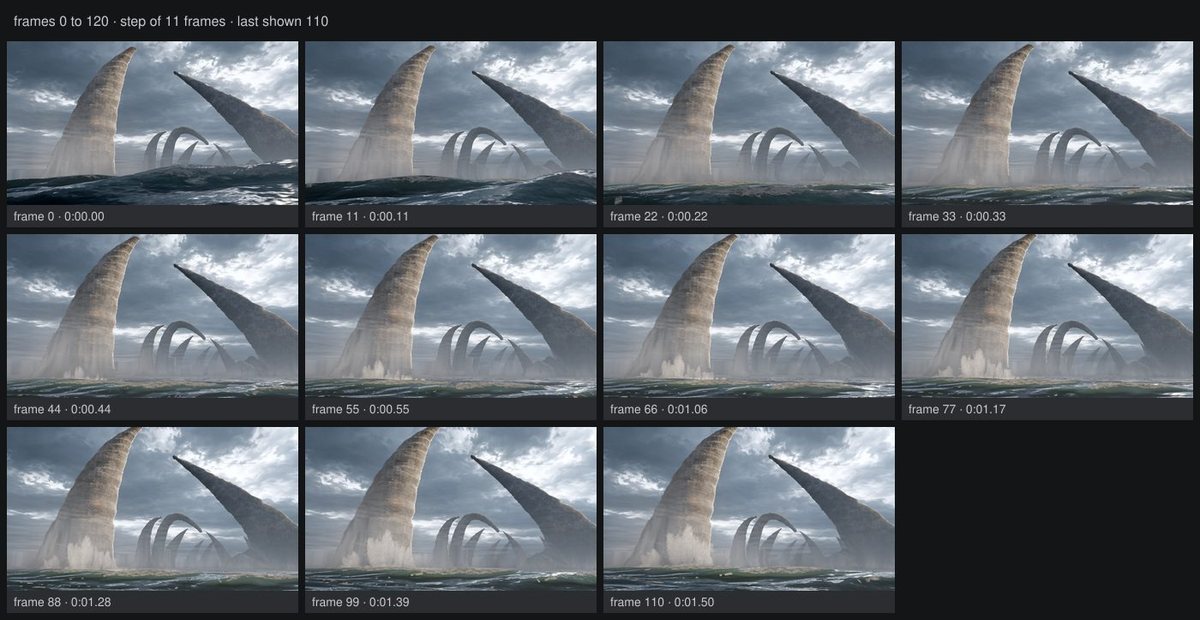 frames 0 to 120 · step of 11 frames · last shown 110
frame 0 · 0:00.00
frame 11 · 0:00.11
frame 22 · 0:00.22
frame 33 · 0:00.33
frame 44 · 0:00.44
frame 55 · 0:00.55
frame 66 · 0:01.06
frame 77 · 0:01.17
frame 88 · 0:01.28
frame 99 · 0:01.39
frame 110 · 0:01.50